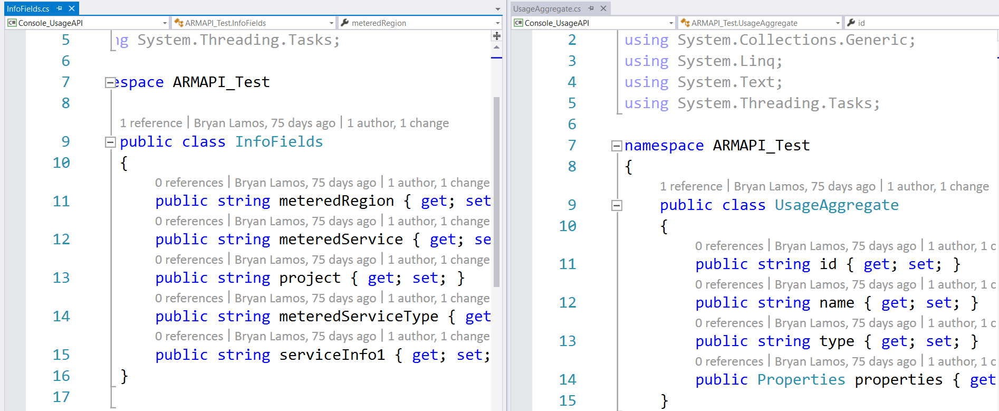 InfoFields.cs
Console_UsageAPI
ARMAPI_Test.InfoFields
meteredRegion
5 ng System.Threading.Tasks;
6
7 espace ARMAPI_Test
8
1 reference | Bryan Lamos, 75 days ago | 1 author, 1 change
9 public class InfoFields
10 {
0 references | Bryan Lamos, 75 days ago | 1 author, 1 change
11 public string meteredRegion { get; set
0 references | Bryan Lamos, 75 days ago | 1 author, 1 change
12 public string meteredService { get; se
0 references | Bryan Lamos, 75 days ago | 1 author, 1 change
13 public string project { get; set; }
0 references | Bryan Lamos, 75 days ago | 1 author, 1 change
14 public string meteredServiceType { get
0 references | Bryan Lamos, 75 days ago | 1 author, 1 change
15 public string serviceInfo1 { get; set;
16 }
17
UsageAggregate.cs
Console_UsageAPI
ARMAPI_Test.UsageAggregate
id
2 using System.Collections.Generic;
3 using System.Linq;
4 using System.Text;
5 using System.Threading.Tasks;
6
7 namespace ARMAPI_Test
8 {
1 reference | Bryan Lamos, 75 days ago | 1 author, 1 change
9 public class UsageAggregate
10 {
0 references | Bryan Lamos, 75 days ago | 1 author, 1 c
11 public string id { get; set; }
0 references | Bryan Lamos, 75 days ago | 1 author, 1 c
12 public string name { get; set; }
0 references | Bryan Lamos, 75 days ago | 1 author, 1 c
13 public string type { get; set; }
0 references | Bryan Lamos, 75 days ago | 1 author, 1 c
14 public Properties properties { get
15 }